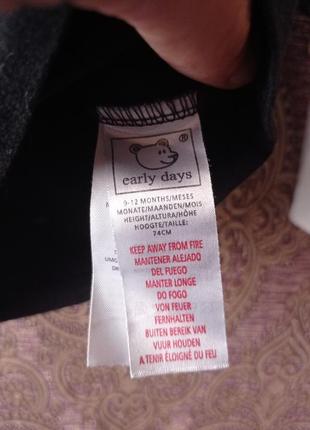 early days
9-12 MONTHS/MESES
MONATE/MAANDEN/MOIS
HEIGHT/ALTURA/HÖHE
HOOGTE/TAILLE:
74CM
KEEP AWAY FROM FIRE
MANTENER ALEJADO
DEL FUEGO
MANTER LONGE
DO FOGO
VON FEUER
FERNHALTEN
BUITEN BEREIK VAN
VUUR HOUDEN
A TENIR ÉLOIGNÉ DU FEU